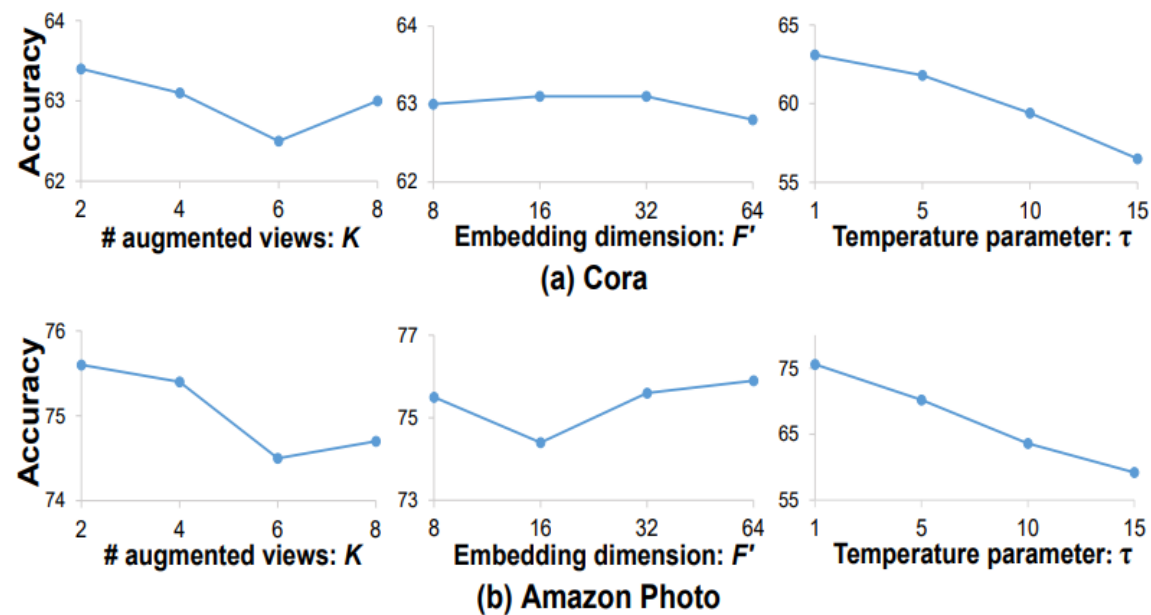 Accuracy
64
63
62
2 4 6 8
# augmented views: K
64
63
62
8 16 32 64
Embedding dimension: F'
65
60
55
1 5 10 15
Temperature parameter: τ
(a) Cora
Accuracy
76
75
74
2 4 6 8
# augmented views: K
77
75
73
8 16 32 64
Embedding dimension: F'
75
65
55
1 5 10 15
Temperature parameter: τ
(b) Amazon Photo